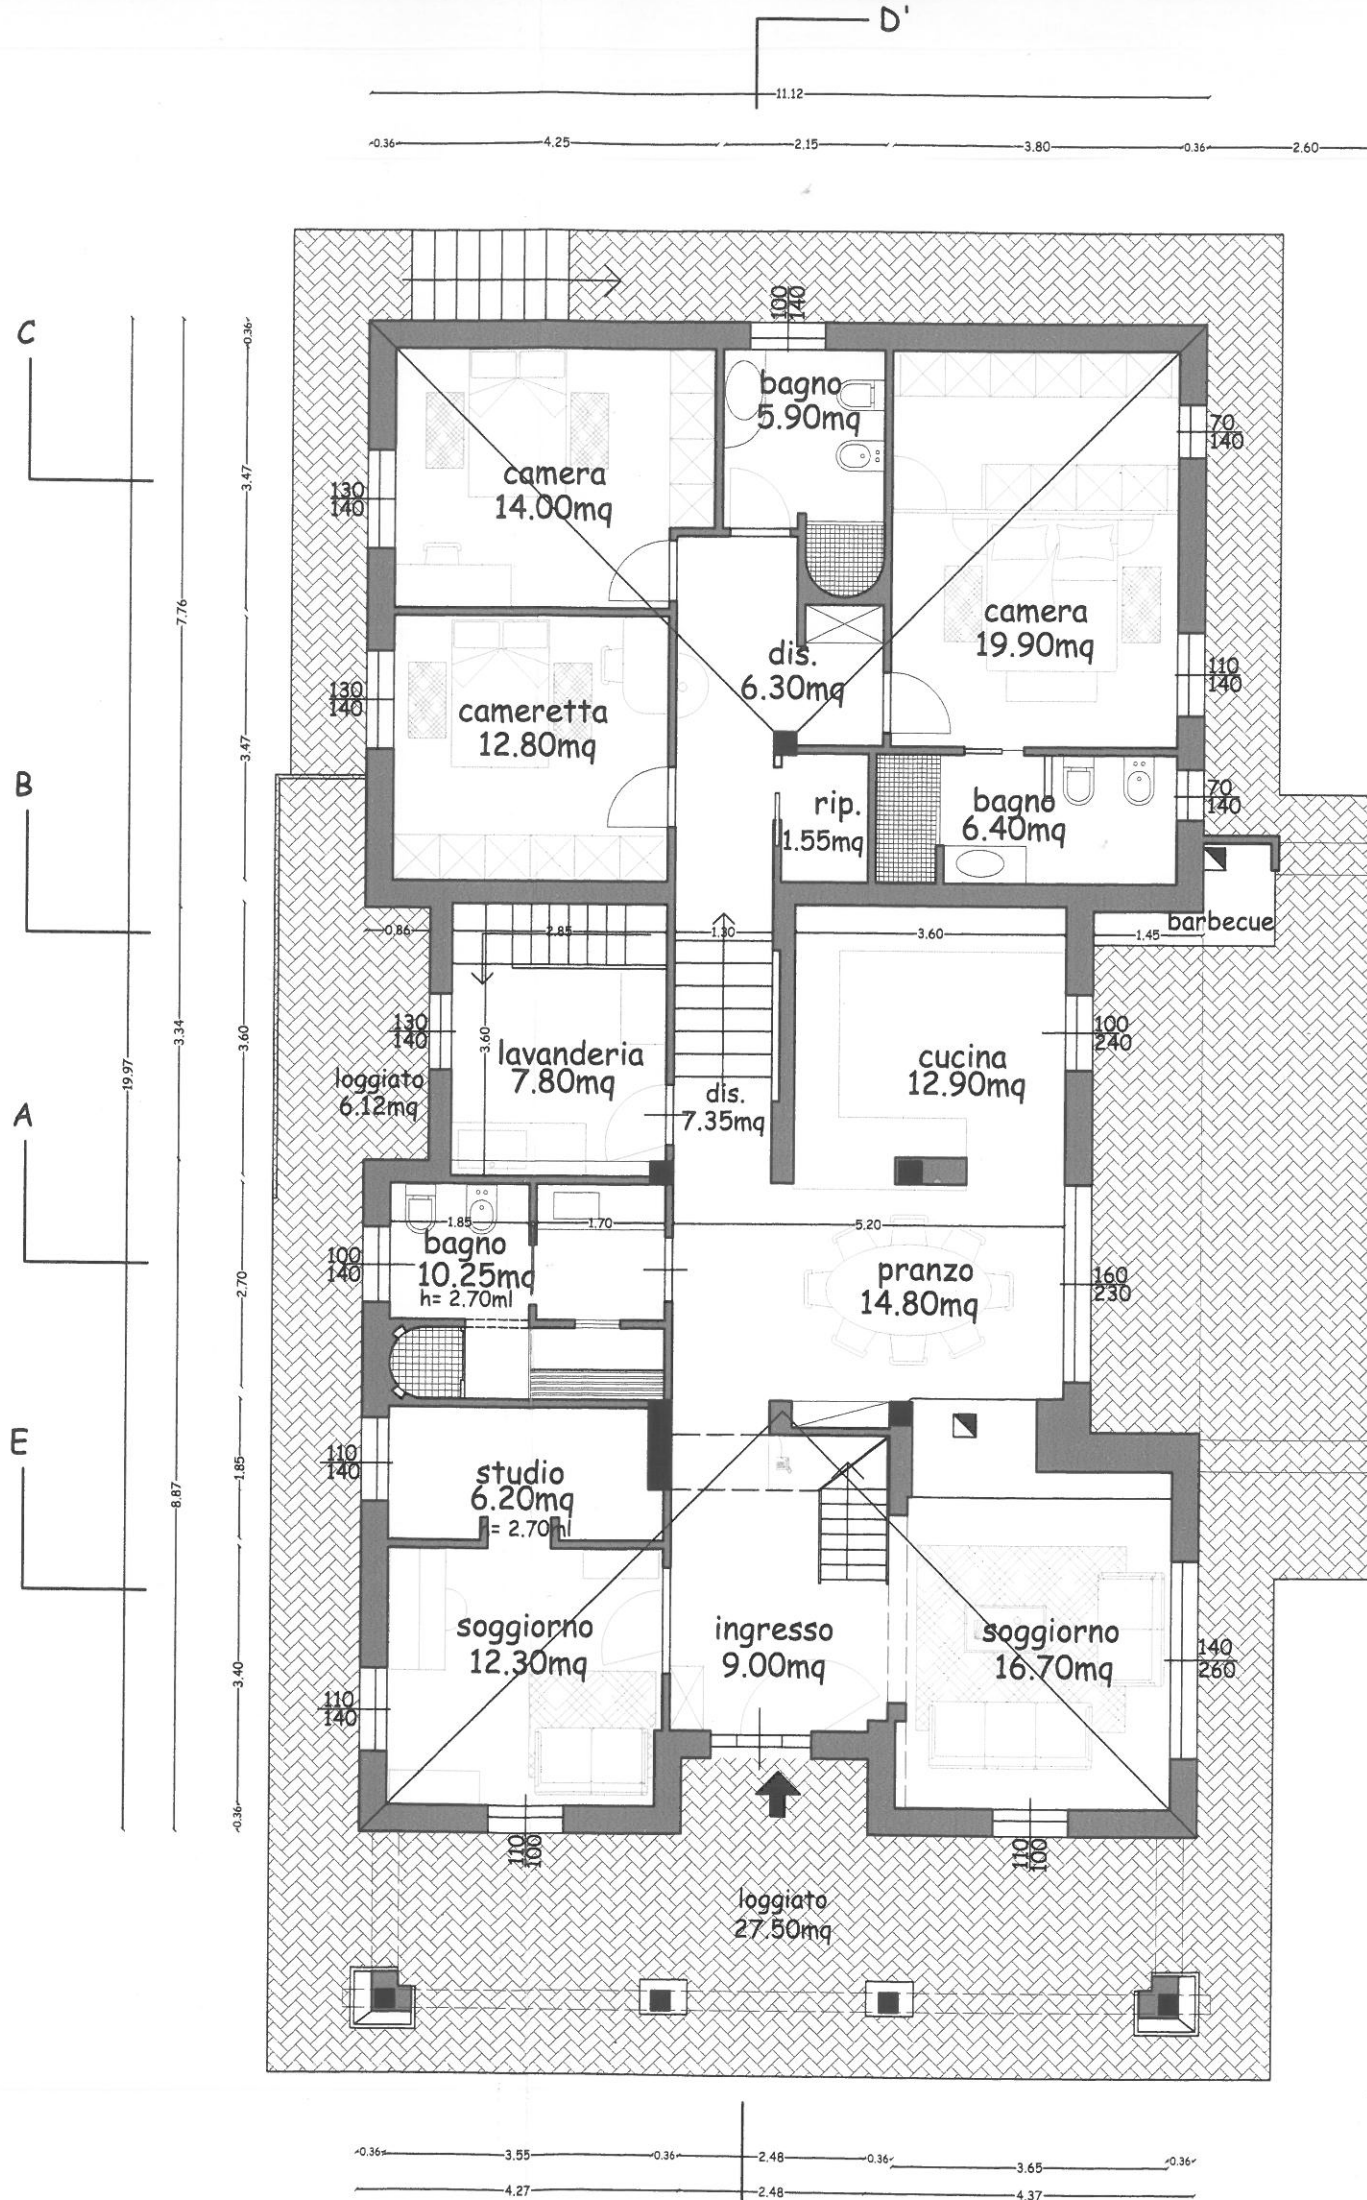 D'
11.12
0.36 4.25 2.15 3.80 0.36 2.60
C
B
A
E
0.36
3.47
3.47
3.60
2.70
1.85
3.40
0.36
7.76
3.34
8.87
19.97
100
140
bagno
5.90mq
70
140
camera
14.00mq
130
140
camera
19.90mq
dis.
6.30mq
110
140
130
140
cameretta
12.80mq
rip.
1.55mq
bagno
6.40mq
70
140
barbecue
0.86 2.85 1.30 3.60 1.45
130
140
3.60
lavanderia
7.80mq
loggiato
6.12mq
dis.
7.35mq
cucina
12.90mq
100
240
1.85 1.70 5.20
100
140
bagno
10.25mq
h= 2.70ml
pranzo
14.80mq
160
230
110
140
studio
6.20mq
h= 2.70ml
soggiorno
12.30mq
ingresso
9.00mq
soggiorno
16.70mq
140
260
110
140
110
100
110
100
loggiato
27.50mq
0.36 3.55 0.36 2.48 0.36 3.65 0.36
4.27 2.48 4.37